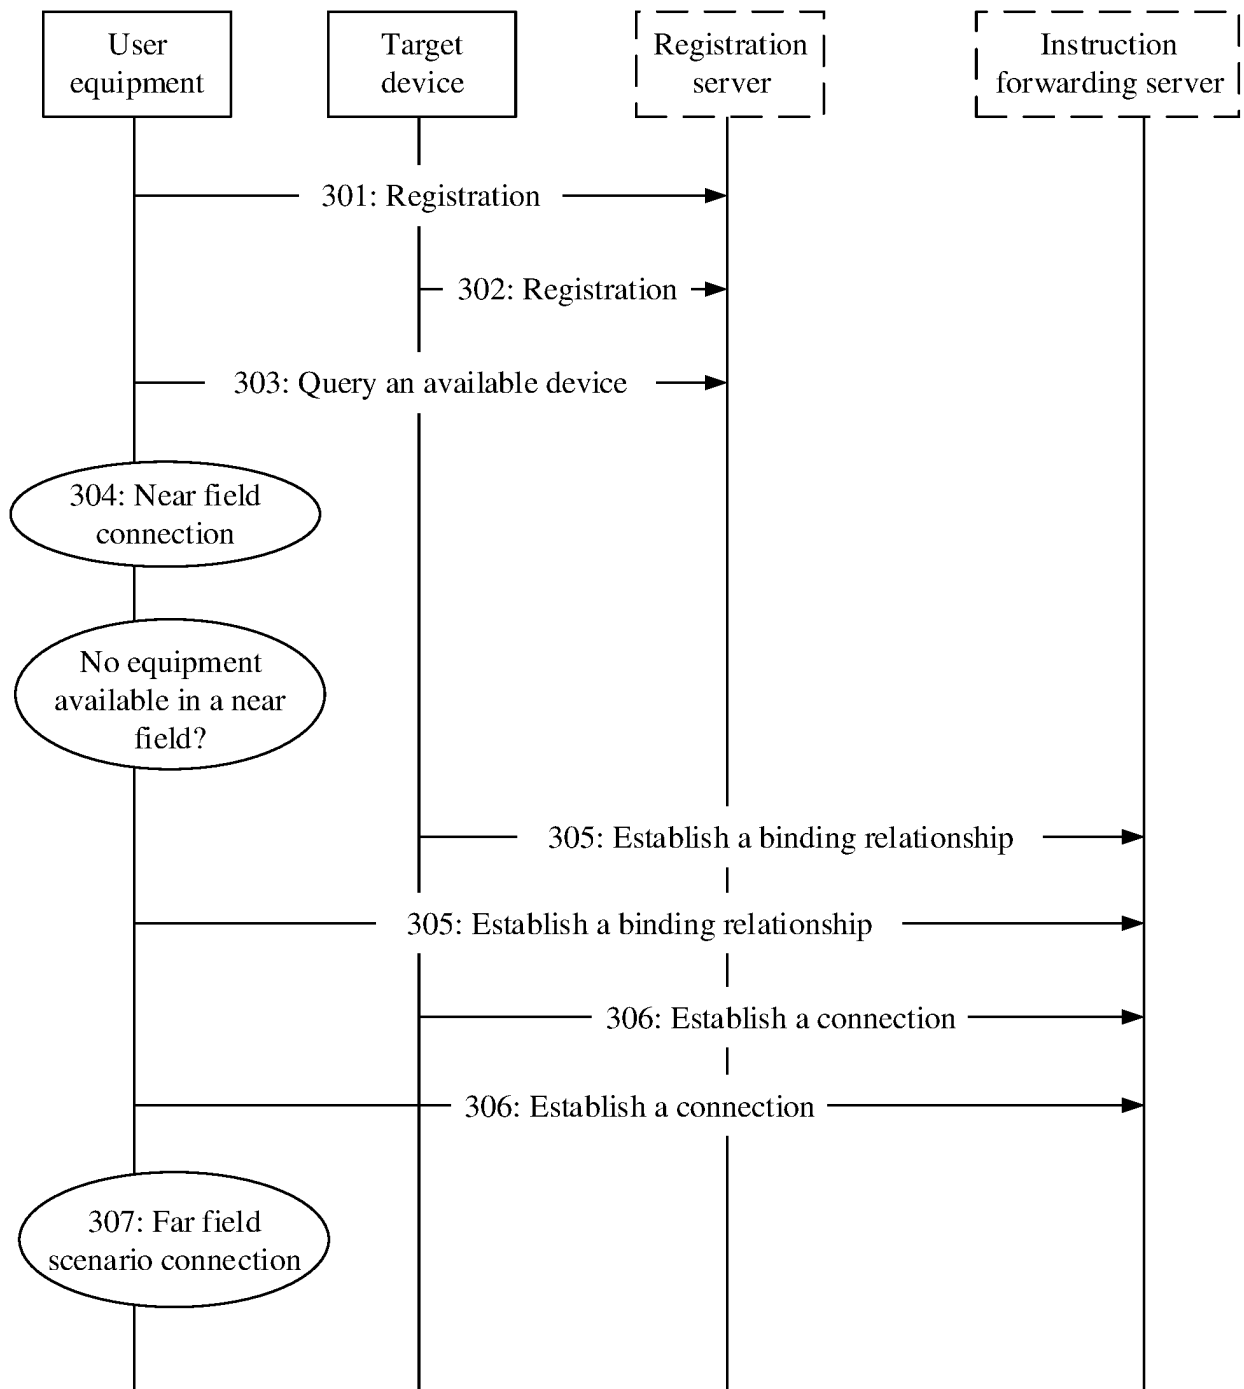 User
equipment
Target
device
Registration
server
Instruction
forwarding server
301: Registration
302: Registration
303: Query an available device
304: Near field
connection
No equipment
available in a near
field?
305: Establish a binding relationship
305: Establish a binding relationship
306: Establish a connection
306: Establish a connection
307: Far field
scenario connection